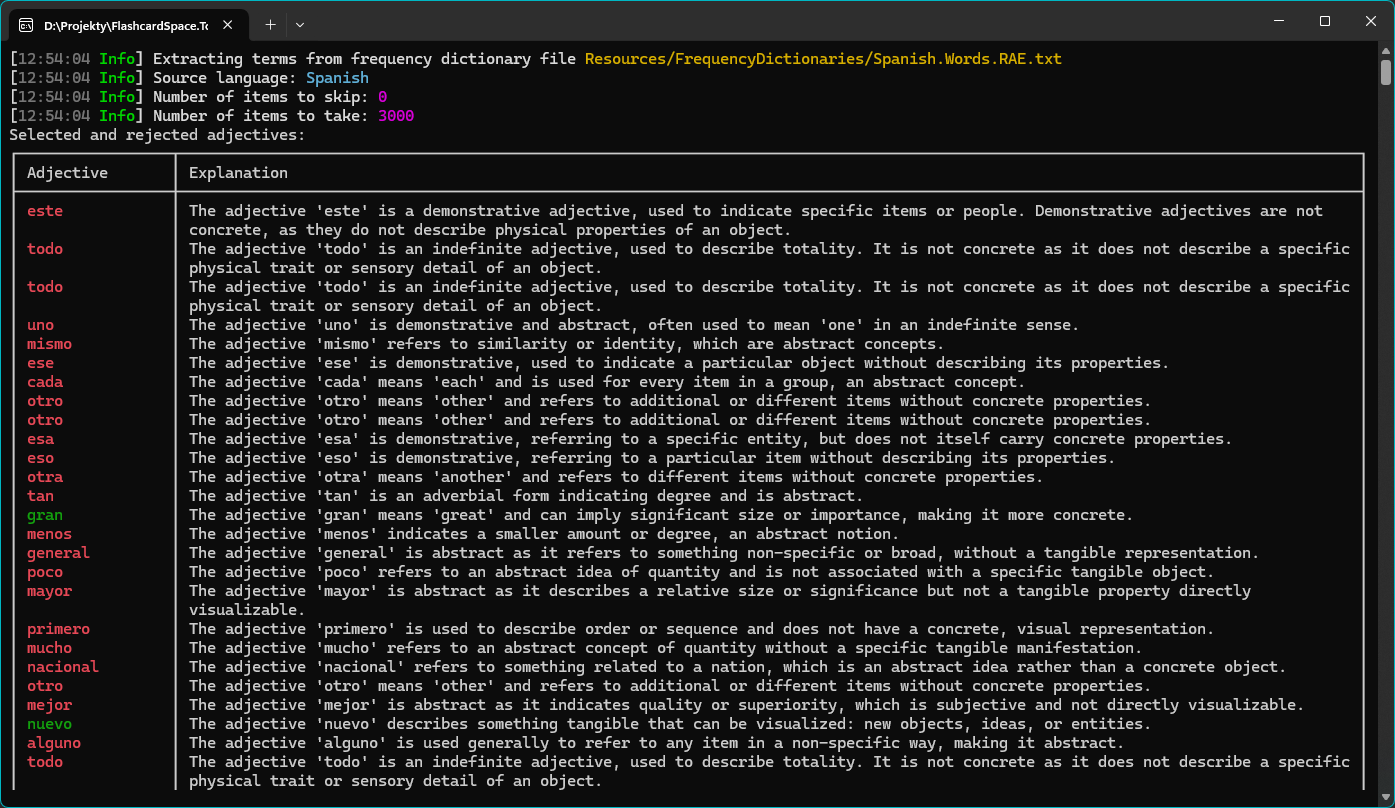 D:\Projekty\FlashcardSpace.To
[12:54:04 Info] Extracting terms from frequency dictionary file Resources/FrequencyDictionaries/Spanish.Words.RAE.txt
[12:54:04 Info] Source language: Spanish
[12:54:04 Info] Number of items to skip: 0
[12:54:04 Info] Number of items to take: 3000
Selected and rejected adjectives:
Adjective Explanation
este The adjective 'este' is a demonstrative adjective, used to indicate specific items or people. Demonstrative adjectives are not
concrete, as they do not describe physical properties of an object.
todo The adjective 'todo' is an indefinite adjective, used to describe totality. It is not concrete as it does not describe a specific
physical trait or sensory detail of an object.
todo The adjective 'todo' is an indefinite adjective, used to describe totality. It is not concrete as it does not describe a specific
physical trait or sensory detail of an object.
uno The adjective 'uno' is demonstrative and abstract, often used to mean 'one' in an indefinite sense.
mismo The adjective 'mismo' refers to similarity or identity, which are abstract concepts.
ese The adjective 'ese' is demonstrative, used to indicate a particular object without describing its properties.
cada The adjective 'cada' means 'each' and is used for every item in a group, an abstract concept.
otro The adjective 'otro' means 'other' and refers to additional or different items without concrete properties.
otro The adjective 'otro' means 'other' and refers to additional or different items without concrete properties.
esa The adjective 'esa' is demonstrative, referring to a specific entity, but does not itself carry concrete properties.
eso The adjective 'eso' is demonstrative, referring to a particular item without describing its properties.
otra The adjective 'otra' means 'another' and refers to different items without concrete properties.
tan The adjective 'tan' is an adverbial form indicating degree and is abstract.
gran The adjective 'gran' means 'great' and can imply significant size or importance, making it more concrete.
menos The adjective 'menos' indicates a smaller amount or degree, an abstract notion.
general The adjective 'general' is abstract as it refers to something non-specific or broad, without a tangible representation.
poco The adjective 'poco' refers to an abstract idea of quantity and is not associated with a specific tangible object.
mayor The adjective 'mayor' is abstract as it describes a relative size or significance but not a tangible property directly
visualizable.
primero The adjective 'primero' is used to describe order or sequence and does not have a concrete, visual representation.
mucho The adjective 'mucho' refers to an abstract concept of quantity without a specific tangible manifestation.
nacional The adjective 'nacional' refers to something related to a nation, which is an abstract idea rather than a concrete object.
otro The adjective 'otro' means 'other' and refers to additional or different items without concrete properties.
mejor The adjective 'mejor' is abstract as it indicates quality or superiority, which is subjective and not directly visualizable.
nuevo The adjective 'nuevo' describes something tangible that can be visualized: new objects, ideas, or entities.
alguno The adjective 'alguno' is used generally to refer to any item in a non-specific way, making it abstract.
todo The adjective 'todo' is an indefinite adjective, used to describe totality. It is not concrete as it does not describe a specific
physical trait or sensory detail of an object.